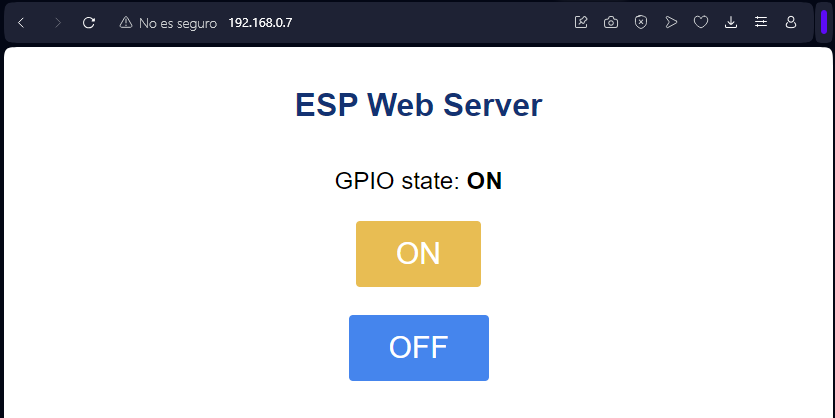 No es seguro 192.168.0.7
ESP Web Server
GPIO state: ON
ON
OFF